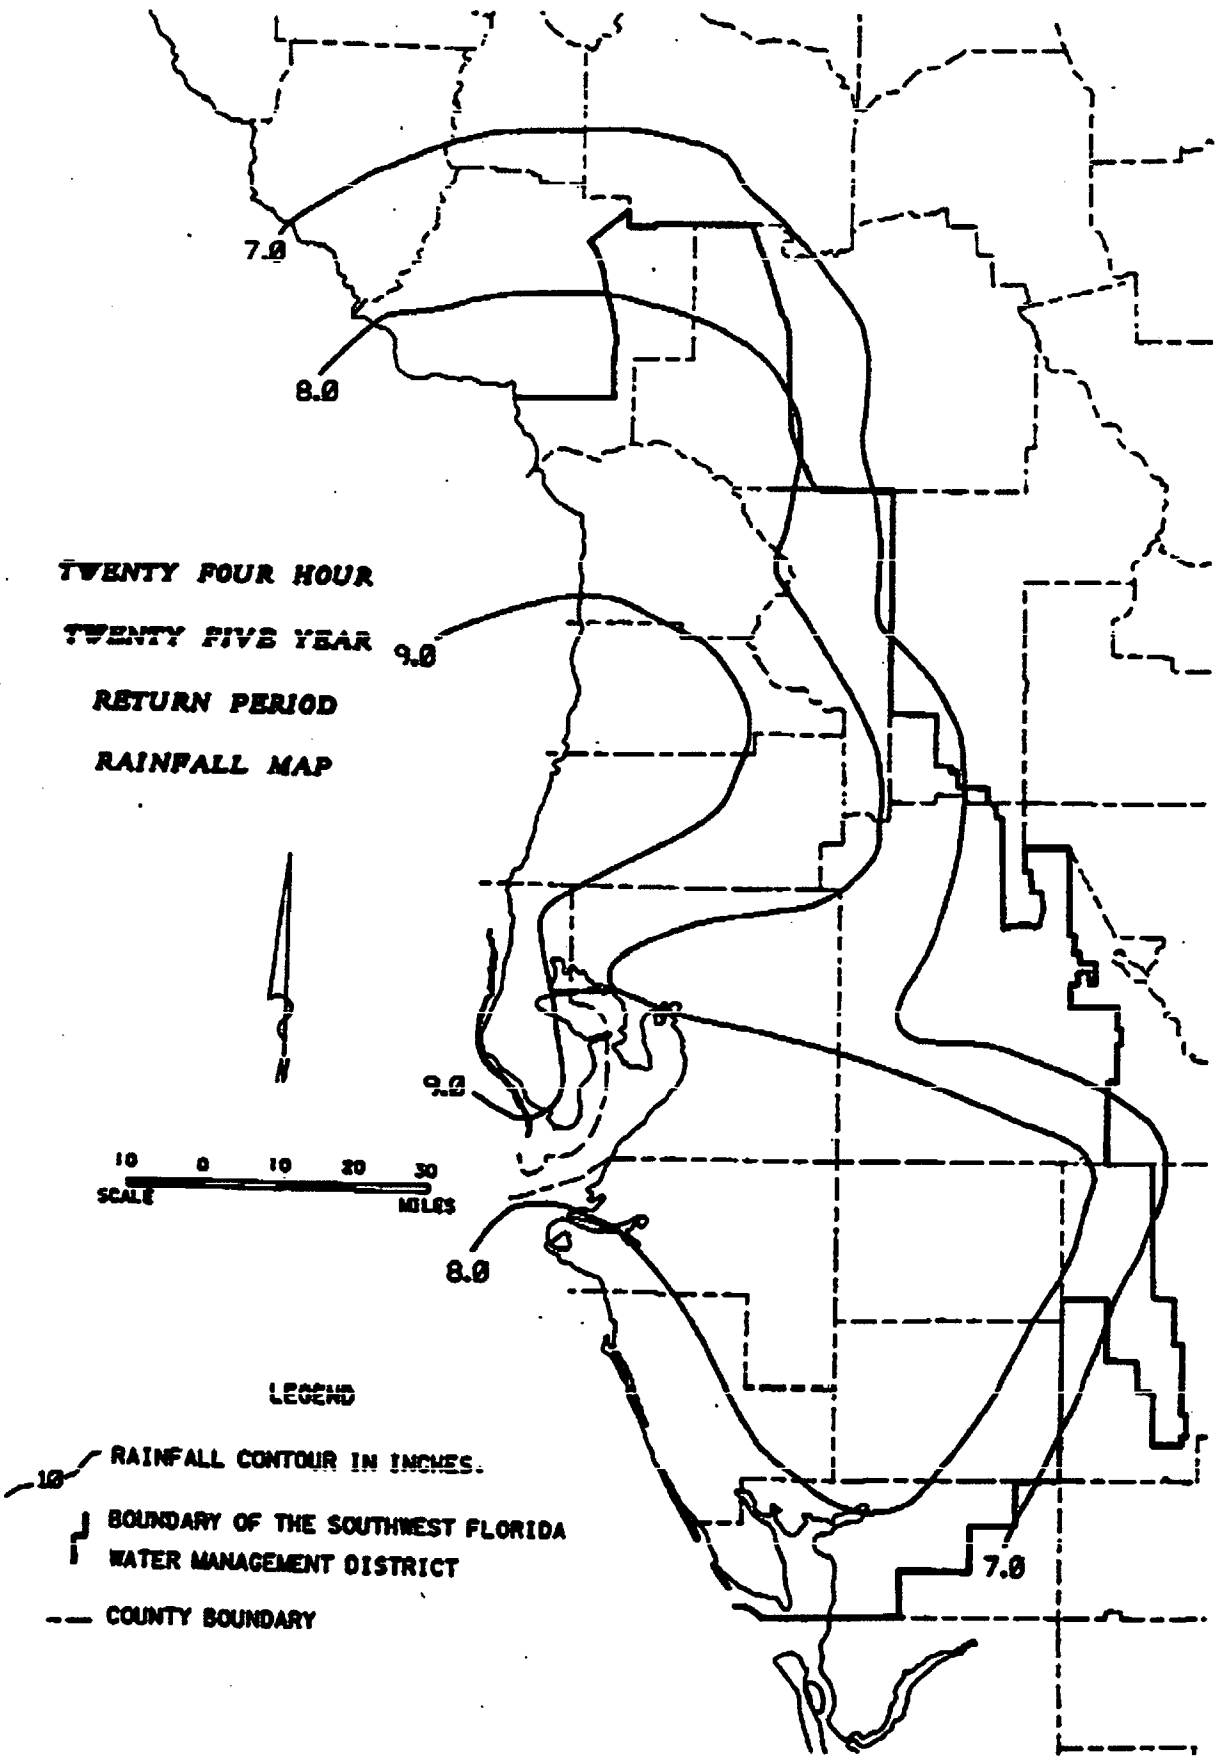 7.0
8.0
TWENTY FOUR HOUR
TWENTY FIVE YEAR
9.0
RETURN PERIOD
RAINFALL MAP
N
9.0
10 0 10 20 30
SCALE MILES
8.0
LEGEND
10 RAINFALL CONTOUR IN INCHES.
BOUNDARY OF THE SOUTHWEST FLORIDA
WATER MANAGEMENT DISTRICT
7.0
COUNTY BOUNDARY